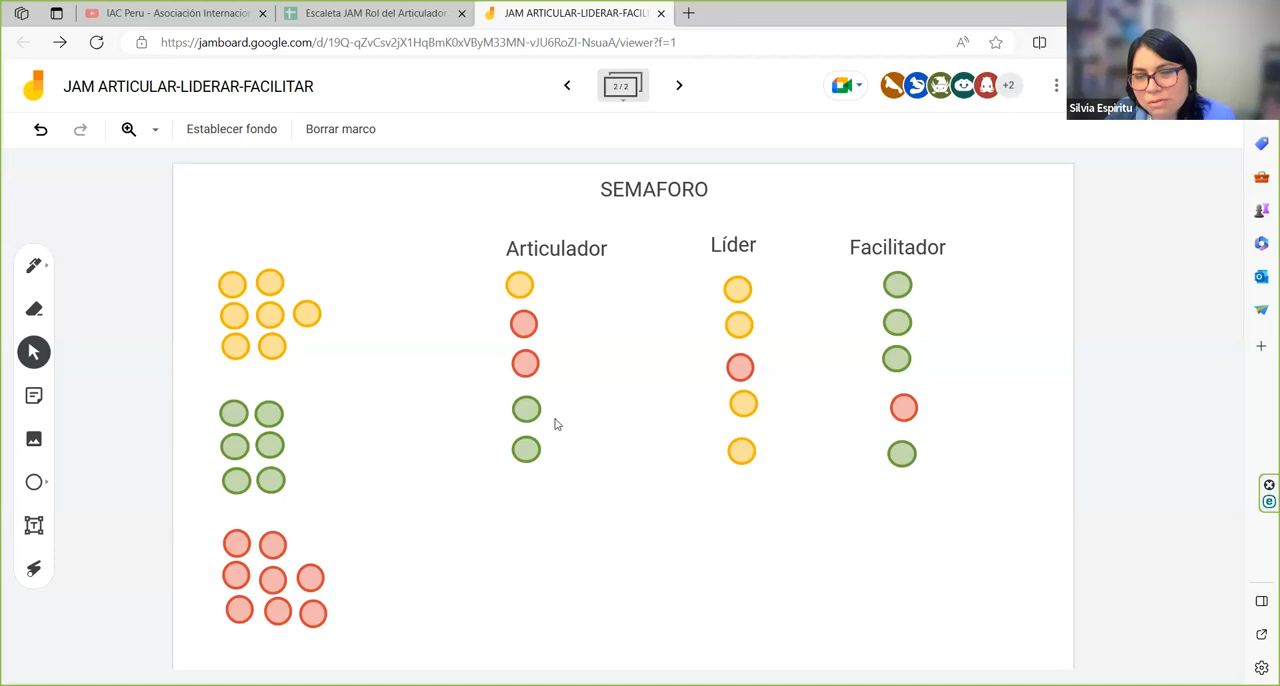 IAC Peru - Asociación Internacio
Escaleta JAM Rol del Articulador
JAM ARTICULAR-LIDERAR-FACIL
https://jamboard.google.com/d/19Q-qZvCsv2jX1HqBmK0xVByM33MN-vJU6RoZI-NsuaA/viewer?f=1
JAM ARTICULAR-LIDERAR-FACILITAR
2 / 2
+2
Silvia Espiritu
Establecer fondo
Borrar marco
SEMAFORO
Articulador
Líder
Facilitador